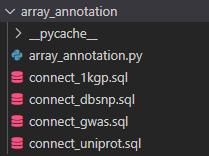 array_annotation
__pycache__
array_annotation.py
connect_1kgp.sql
connect_dbsnp.sql
connect_gwas.sql
connect_uniprot.sql